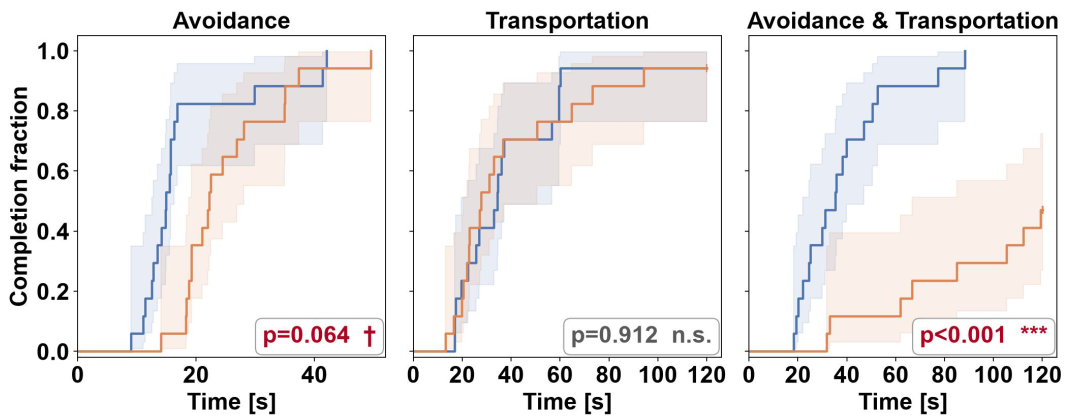 Avoidance
Transportation
Avoidance & Transportation
Completion fraction
1.0
0.8
0.6
0.4
0.2
0.0
p=0.064 †
p=0.912 n.s.
p<0.001 ***
0 20 40
0 20 40 60 80 100 120
0 20 40 60 80 100 120
Time [s]
Time [s]
Time [s]